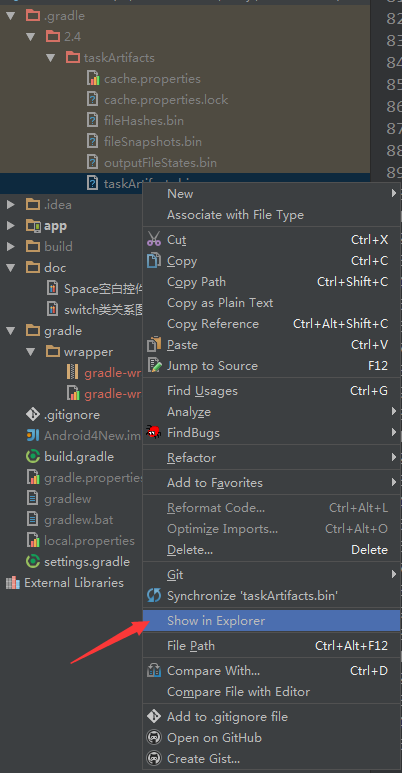 .gradle
2.4
taskArtifacts
cache.properties
cache.properties.lock
fileHashes.bin
fileSnapshots.bin
outputFileStates.bin
.idea
app
build
doc
Space空白控件
switch类关系图
gradle
wrapper
gradle-wr
gradle-wr
.gitignore
Android4New.im
build.gradle
gradle.properties
gradlew
gradlew.bat
local.properties
settings.gradle
External Libraries
New
Associate with File Type
Cut Ctrl+X
Copy Ctrl+C
Copy Path Ctrl+Shift+C
Copy as Plain Text
Copy Reference Ctrl+Alt+Shift+C
Paste Ctrl+V
Jump to Source F12
Find Usages Ctrl+G
Analyze
FindBugs
Refactor
Add to Favorites
Reformat Code... Ctrl+Alt+L
Optimize Imports... Ctrl+Alt+O
Delete... Delete
Git
Synchronize 'taskArtifacts.bin'
Show in Explorer
File Path Ctrl+Alt+F12
Compare With... Ctrl+D
Compare File with Editor
Add to .gitignore file
Open on GitHub
Create Gist...
82
83
84
85
86
87
88